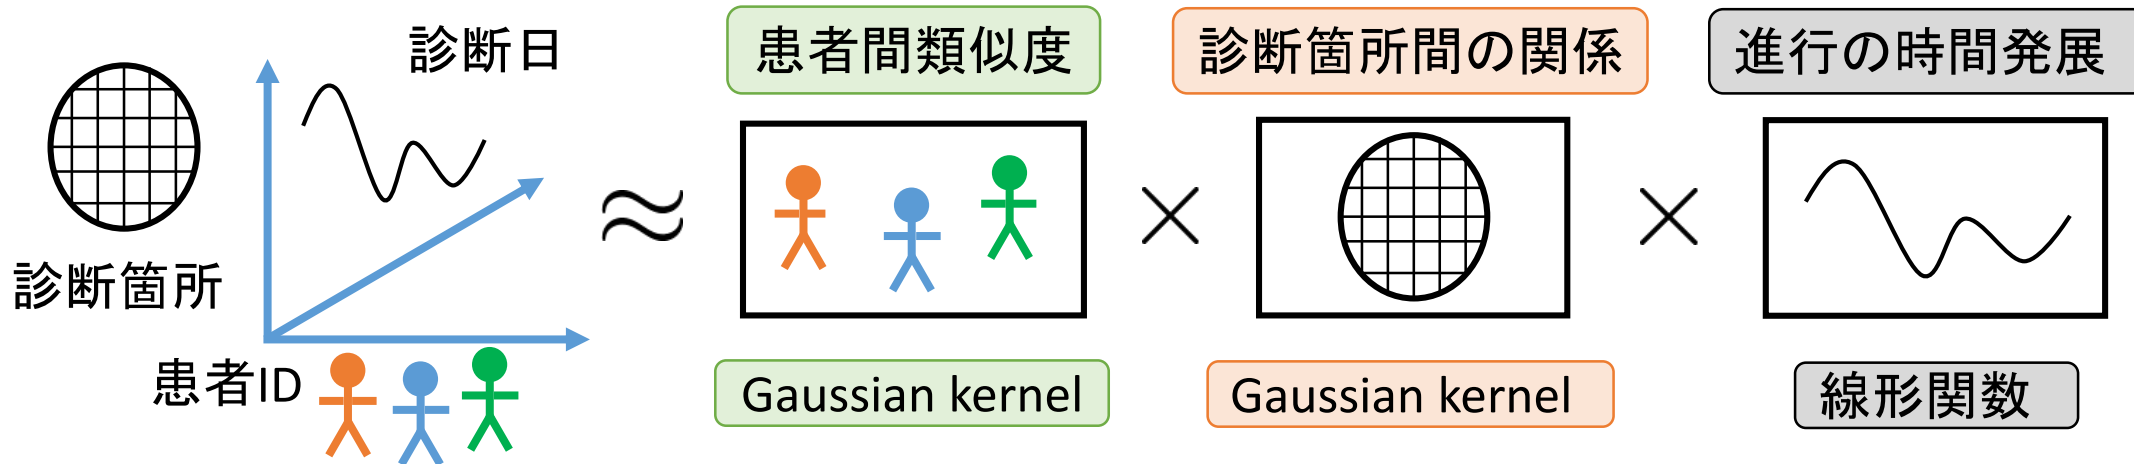 診断日
診断箇所
患者ID
≈
患者間類似度
×
診断箇所間の関係
×
進行の時間発展
Gaussian kernel
Gaussian kernel
線形関数